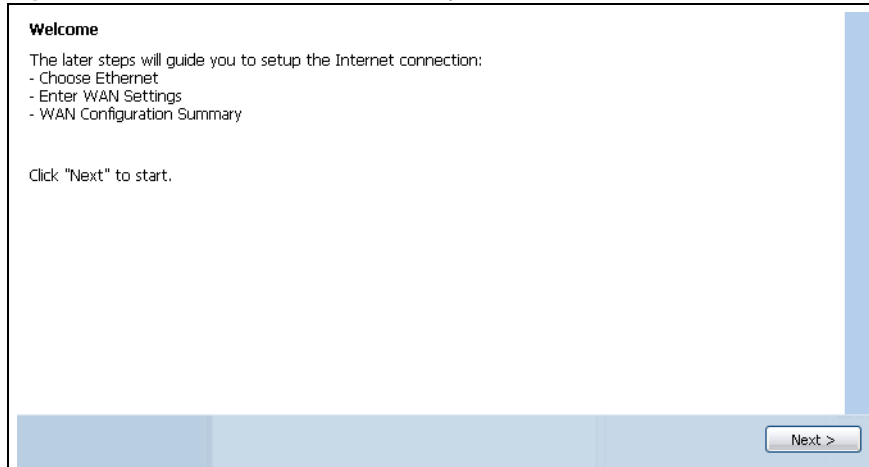 Welcome
The later steps will guide you to setup the Internet connection:
- Choose Ethernet
- Enter WAN Settings
- WAN Configuration Summary
Click "Next" to start.
Next >